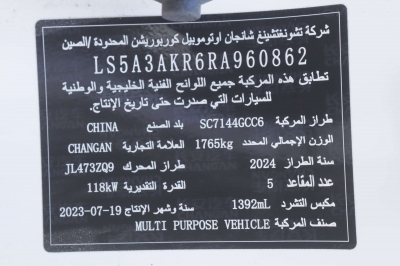 شركة تشونغتشينغ شانجان اوتوموبيل كوربوريشن المحدودة /الصين
LS5A3AKR6RA960862
تطابق هذه المركبة جميع اللوائح الفنية الخليجية والوطنية
للسيارات التي صدرت حتى تاريخ الإنتاج.
طراز المركبة SC7144GCC6 بلد الصنع CHINA
الوزن الإجمالي المحدد 1765kg العلامة التجارية CHANGAN
سنة الطراز 2024 طراز المحرك JL473ZQ9
عدد المقاعد 5 القدرة التقديرية 118kW
مكبس التشرد 1392mL سنة وشهر الإنتاج 2023-07-19
صنف المركبة MULTI PURPOSE VEHICLE